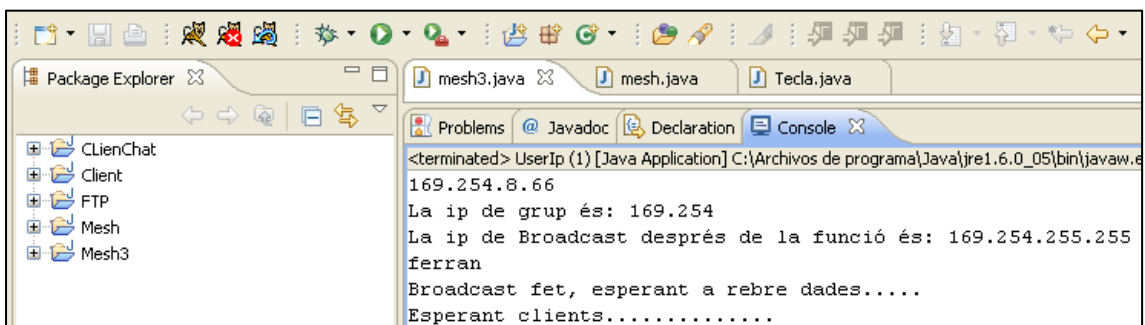 Package Explorer
mesh3.java mesh.java Tecla.java
Problems @ Javadoc Declaration Console
CLienChat
Client
FTP
Mesh
Mesh3
<terminated> UserIp (1) [Java Application] C:\Archivos de programa\Java\jre1.6.0_05\bin\javaw.e
169.254.8.66
La ip de grup és: 169.254
La ip de Broadcast després de la funció és: 169.254.255.255
ferran
Broadcast fet, esperant a rebre dades.....
Esperant clients..............